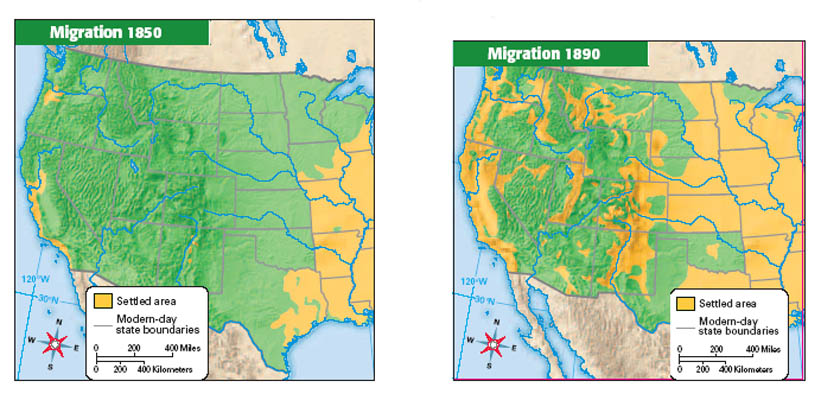 Migration 1850
120°W
30°N
N
W
E
S
Settled area
Modern-day
state boundaries
0 200 400 Miles
0 200 400 Kilometers
Migration 1890
120°W
30°N
N
W
E
S
Settled area
Modern-day
state boundaries
0 200 400 Miles
0 200 400 Kilometers